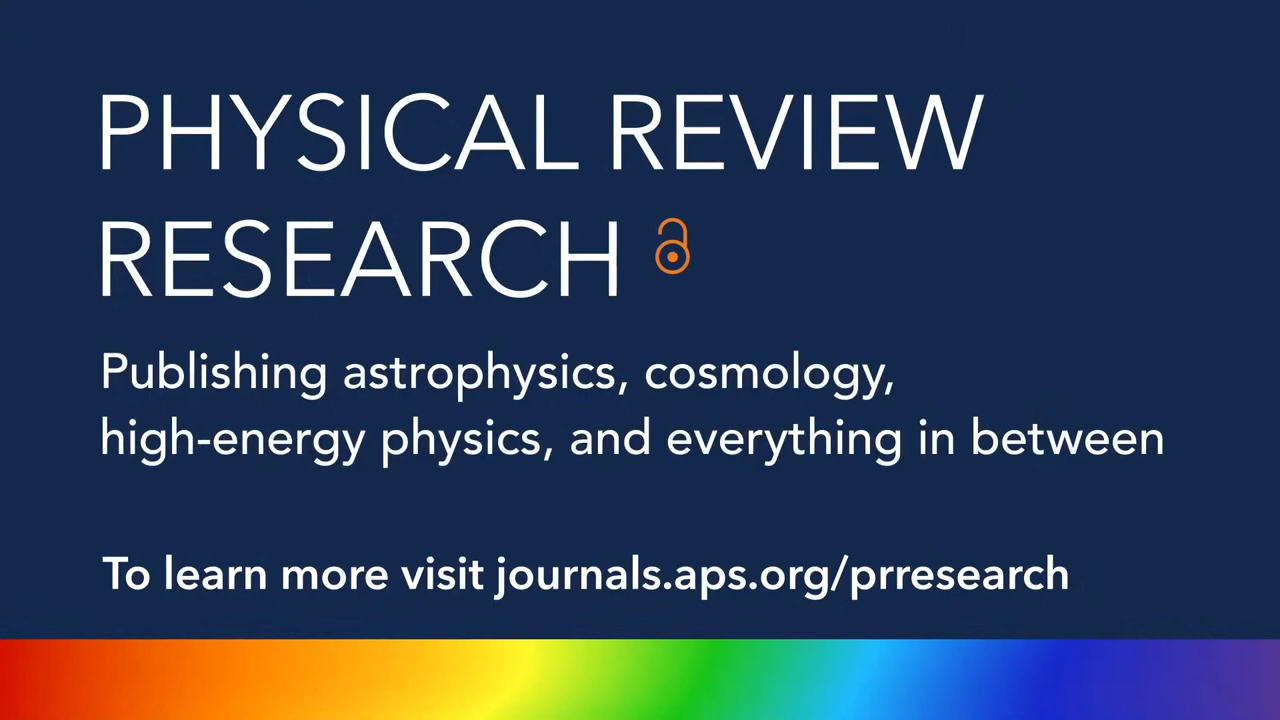 PHYSICAL REVIEW
RESEARCH
Publishing astrophysics, cosmology,
high-energy physics, and everything in between
To learn more visit journals.aps.org/prresearch